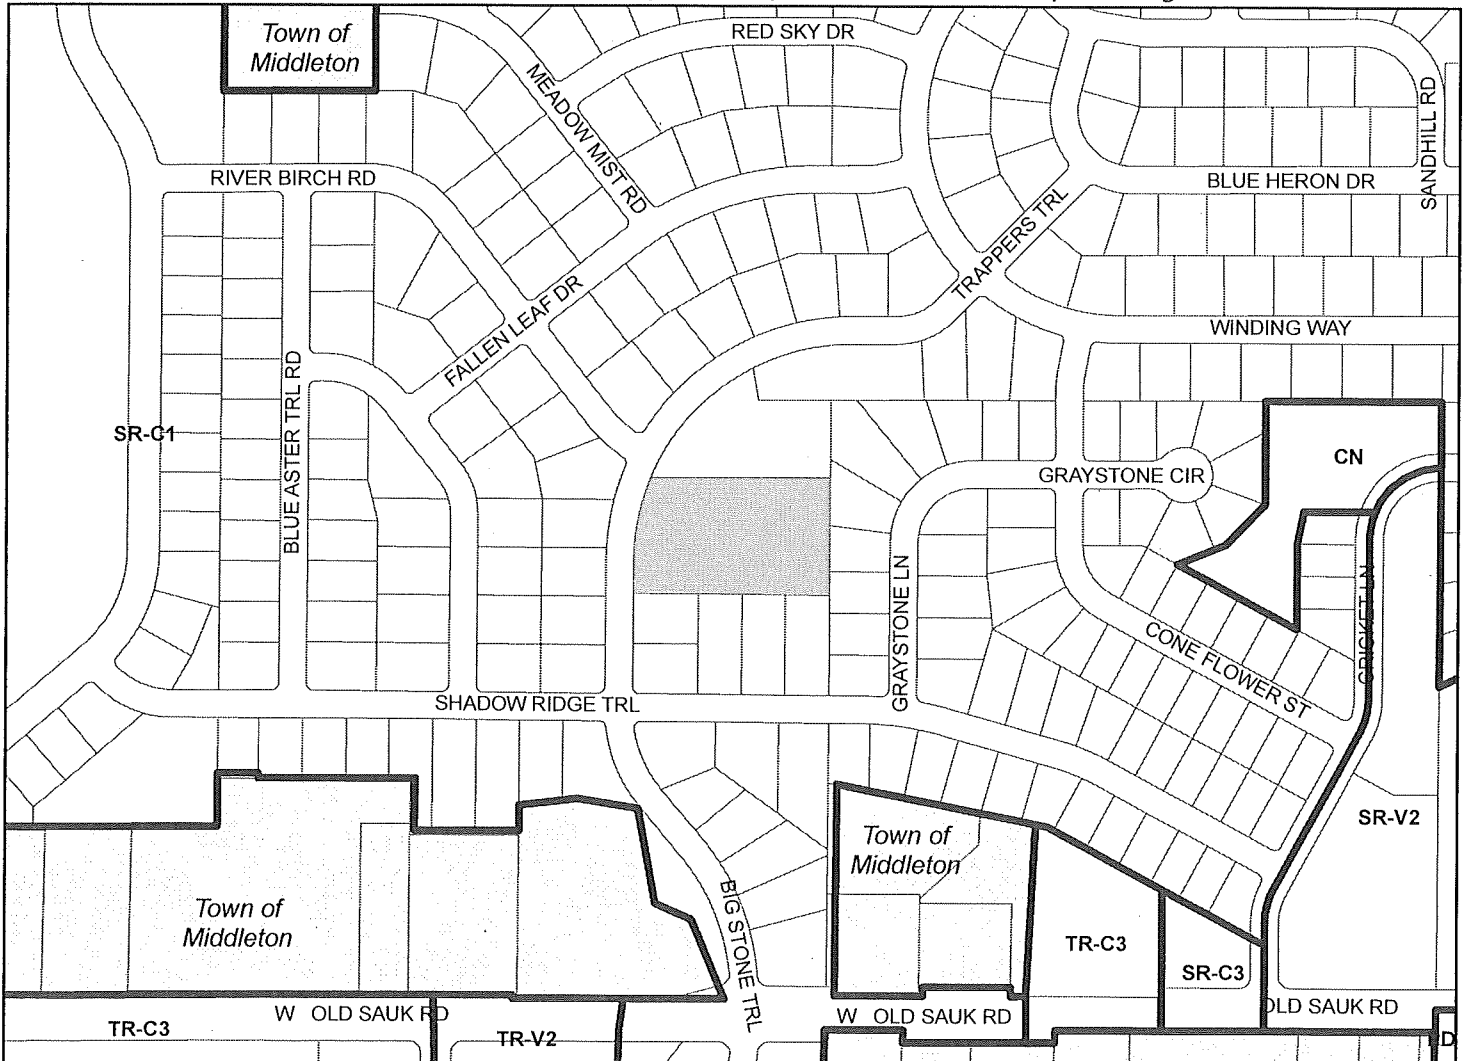 Town of
Middleton
RED SKY DR
MEADOW MIST RD
SANDHILL RD
RIVER BIRCH RD
BLUE HERON DR
TRAPPERS TRL
FALLEN LEAF DR
WINDING WAY
BLUE ASTER TRL RD
SR-C1
CN
GRAYSTONE CIR
GRAYSTONE LN
CRICKET LN
CONE FLOWER ST
SHADOW RIDGE TRL
SR-V2
Town of
Middleton
Town of
Middleton
BIG STONE TRL
TR-C3
SR-C3
W OLD SAUK RD
W OLD SAUK RD
OLD SAUK RD
TR-C3
TR-V2